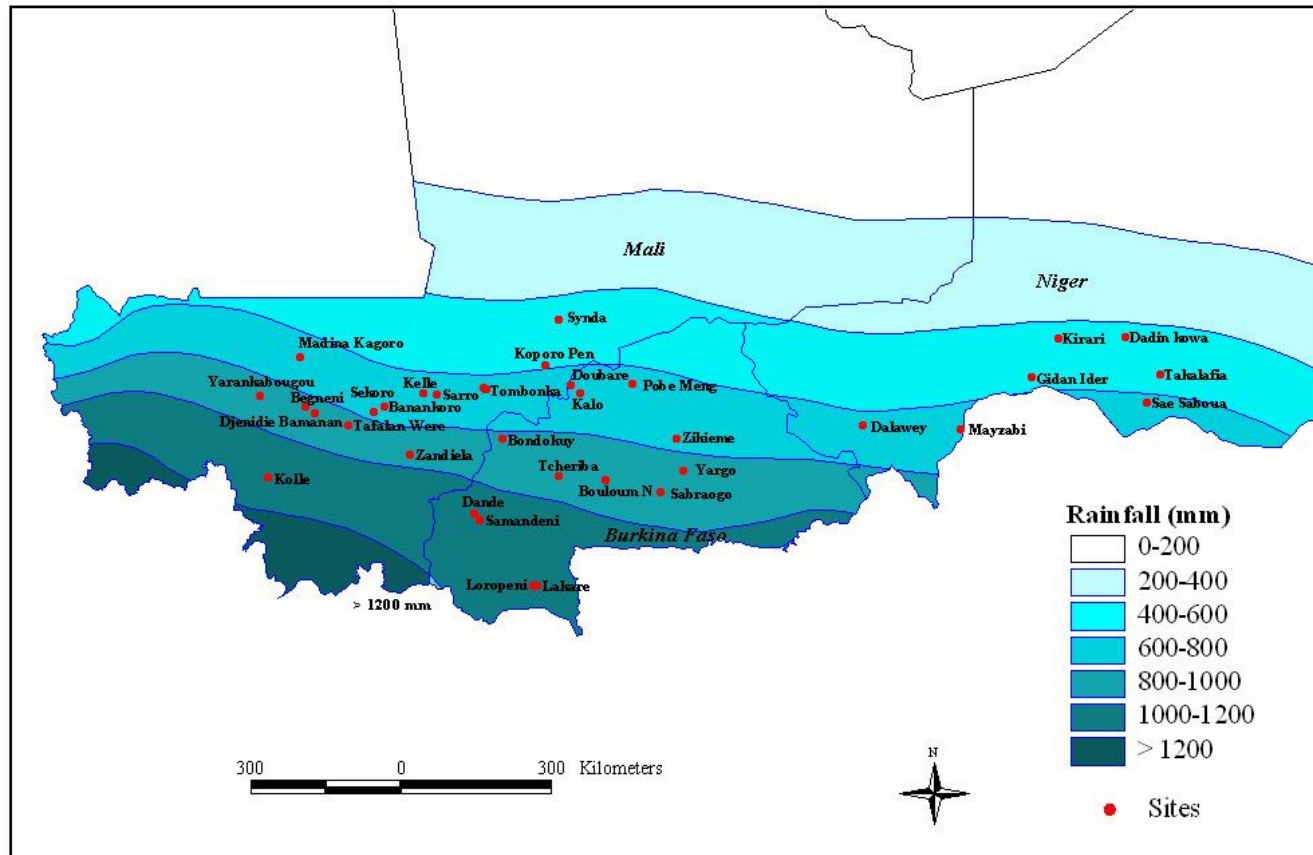 Mali
Niger
Synda
Kirari
Dadin kowa
Madina Kagoro
Koporo Pen
Yarankabougou
Begneni
Sekoro
Kelle
Sarro
Tombonka
Doubare
Kalo
Pobe Meng
Gidan Ider
Takalafia
Sae Saboua
Djenidie Bamanan
Banankoro
Tafalan Were
Bondokuy
Zikieme
Dalawey
Mayzabi
Zandiela
Kolle
Tcheriba
Bouloum N
Yargo
Sabraogo
Dande
Samandeni
Burkina Faso
Loropeni
Lakare
> 1200 mm
Rainfall (mm)
0-200
200-400
400-600
600-800
800-1000
1000-1200
> 1200
Sites
300 0 300 Kilometers
N